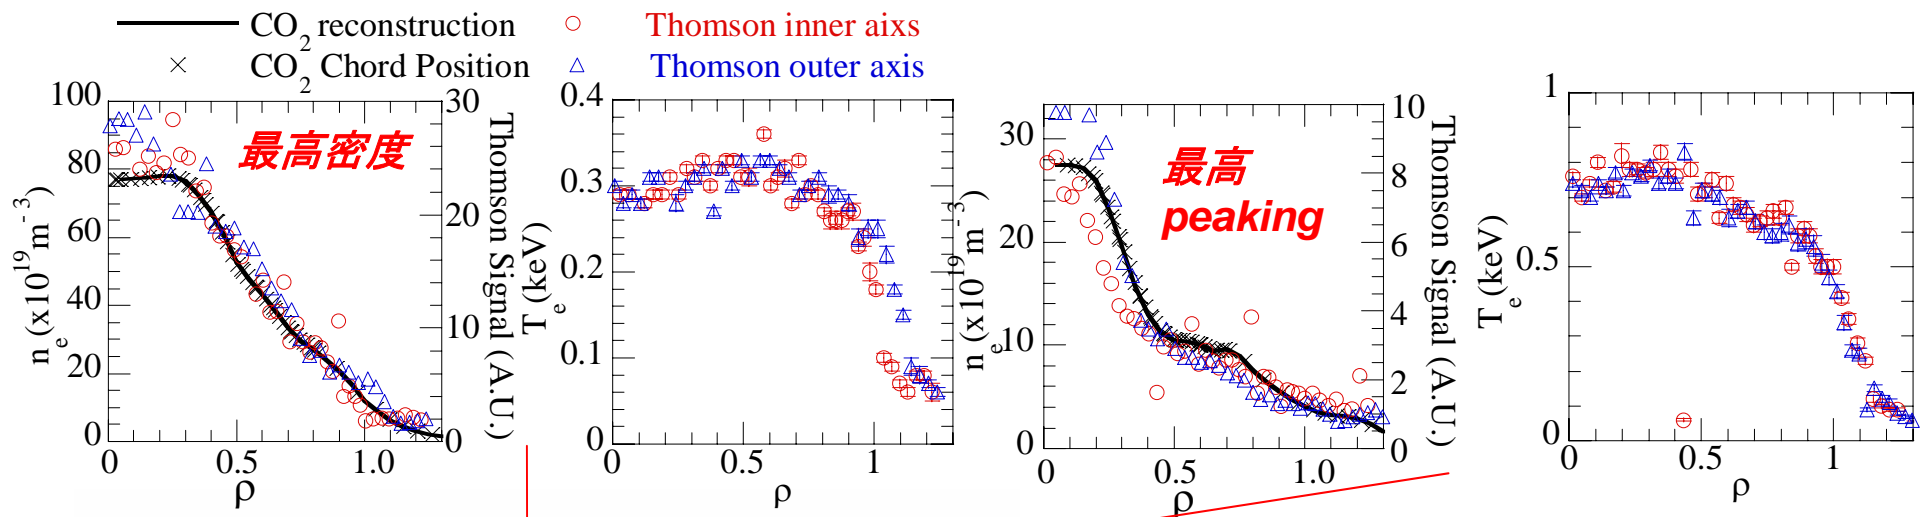 CO2 reconstruction
Thomson inner aixs
CO2 Chord Position
Thomson outer axis
100
80
60
40
20
0
ne (x10^19 m^-3)
最高密度
30
20
10
0
Thomson Signal (A.U.)
0
0.5
1.0
ρ
0.4
0.3
0.2
0.1
0
Te (keV)
0
0.5
1
ρ
30
20
10
0
ne (x10^19 m^-3)
最高
peaking
10
8
6
4
2
0
Thomson Signal (A.U.)
0
0.5
1.0
ρ
1
0.5
0
Te (keV)
0
0.5
1
ρ